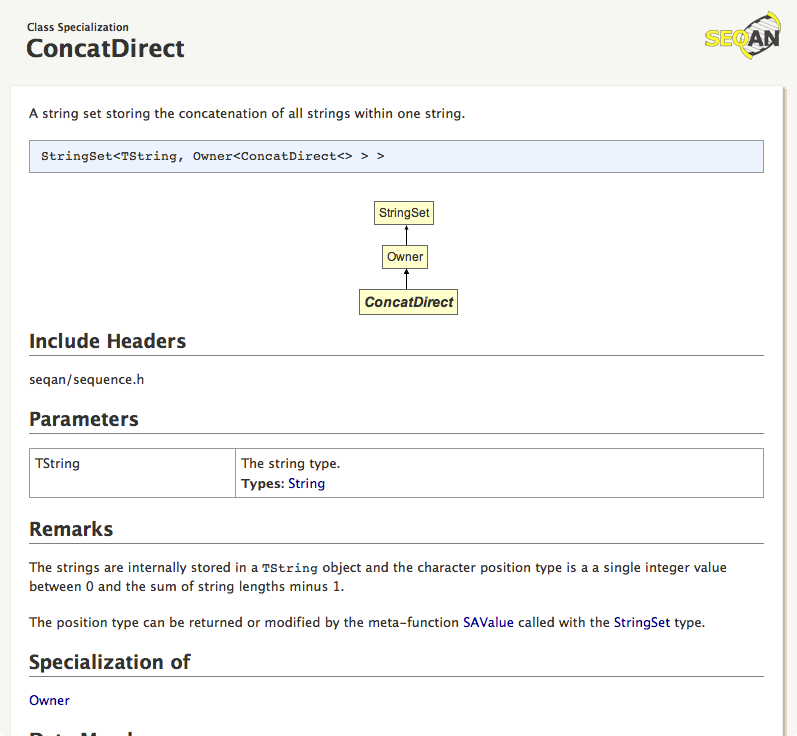 Class Specialization
ConcatDirect
SEQAN
A string set storing the concatenation of all strings within one string.
StringSet<TString, Owner<ConcatDirect<> > >
StringSet
Owner
ConcatDirect
Include Headers
seqan/sequence.h
Parameters
TString
The string type.
Types: String
Remarks
The strings are internally stored in a TString object and the character position type is a a single integer value
between 0 and the sum of string lengths minus 1.
The position type can be returned or modified by the meta-function SAValue called with the StringSet type.
Specialization of
Owner